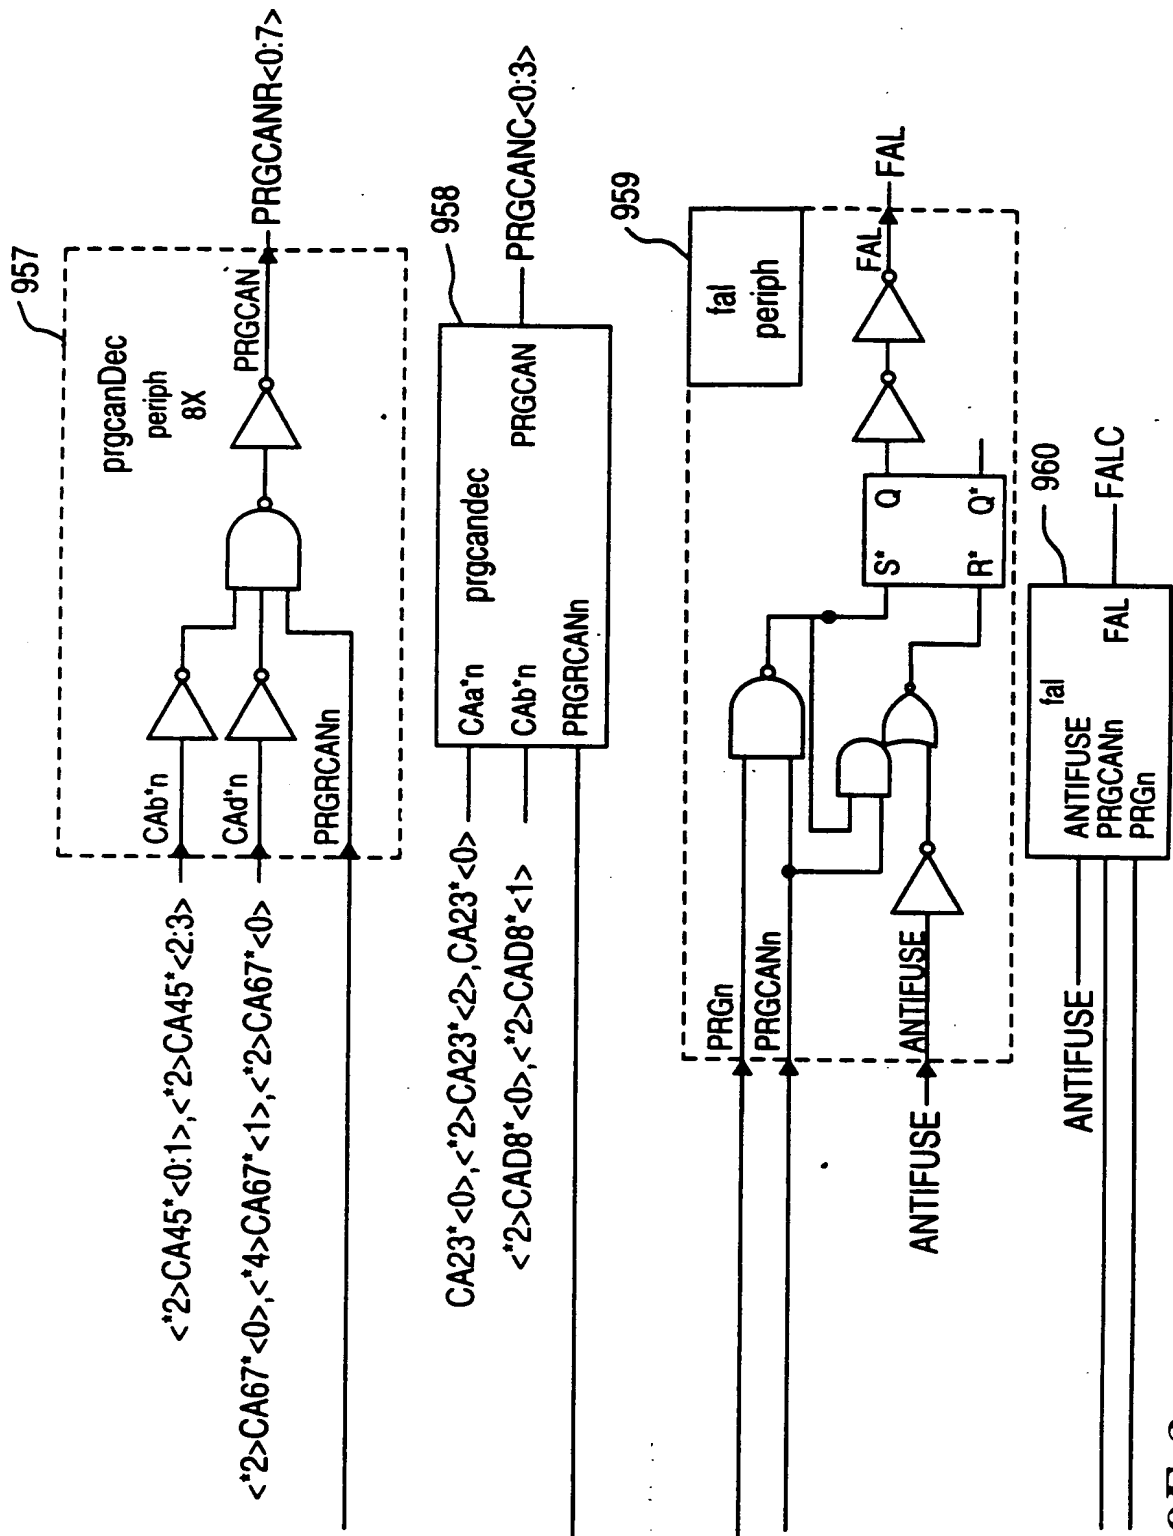 957
prgcanDec
periph
8X
CAb*n
CAd*n
PRGRCANn
PRGCAN
PRGCANR<0:7>
<*2>CA45*<0:1>,<*2>CA45*<2:3>
<*2>CA67*<0>,<*4>CA67*<1>,<*2>CA67*<0>
958
prgcandec
CAa*n
CAb*n
PRGRCANn
PRGCAN
PRGCANC<0:3>
CA23*<0>,<*2>CA23*<2>,CA23*<0>
<*2>CAD8*<0>,<*2>CAD8*<1>
959
fal
periph
PRGn
PRGCANn
ANTIFUSE
ANTIFUSE
S*
Q
R*
Q*
FAL
FAL
960
fal
ANTIFUSE
PRGCANn
PRGn
FAL
FALC
ANTIFUSE